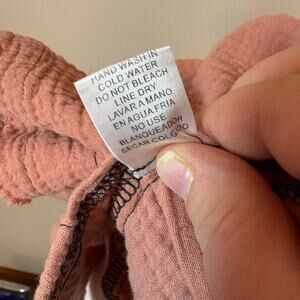 HAND WASH IN
COLD WATER
DO NOT BLEACH
LINE DRY
LAVAR A MANO
EN AGUA FRIA
NO USE
BLANQUEADOR
SECAR COLGADO